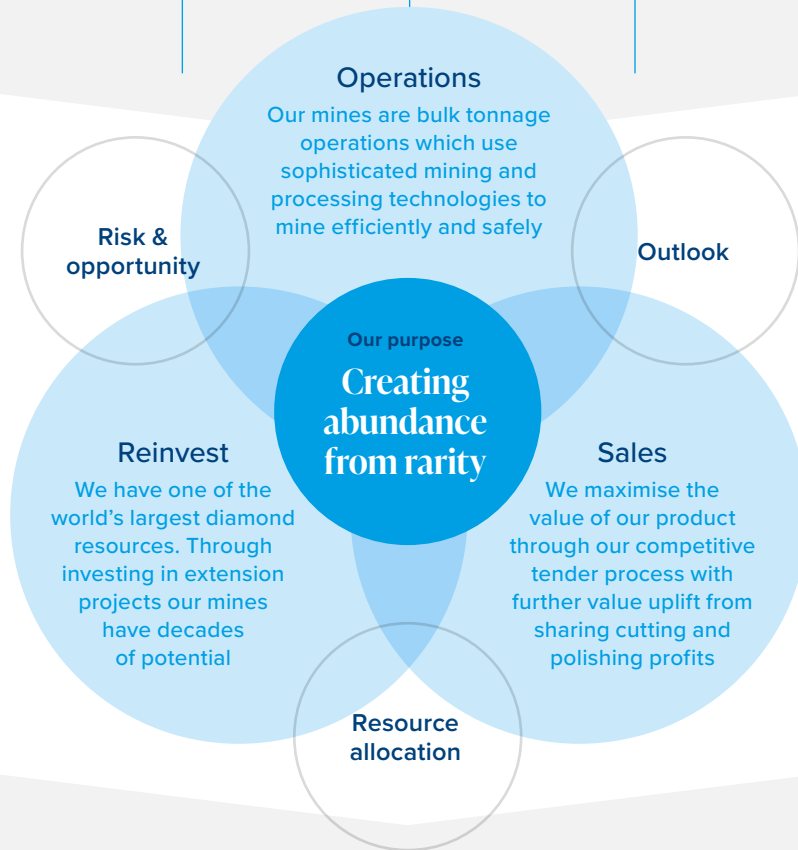 Operations
Our mines are bulk tonnage
operations which use
sophisticated mining and
processing technologies to
mine efficiently and safely
Risk &
opportunity
Outlook
Our purpose
Creating
abundance
from rarity
Reinvest
We have one of the
world’s largest diamond
resources. Through
investing in extension
projects our mines
have decades
of potential
Sales
We maximise the
value of our product
through our competitive
tender process with
further value uplift from
sharing cutting and
polishing profits
Resource
allocation